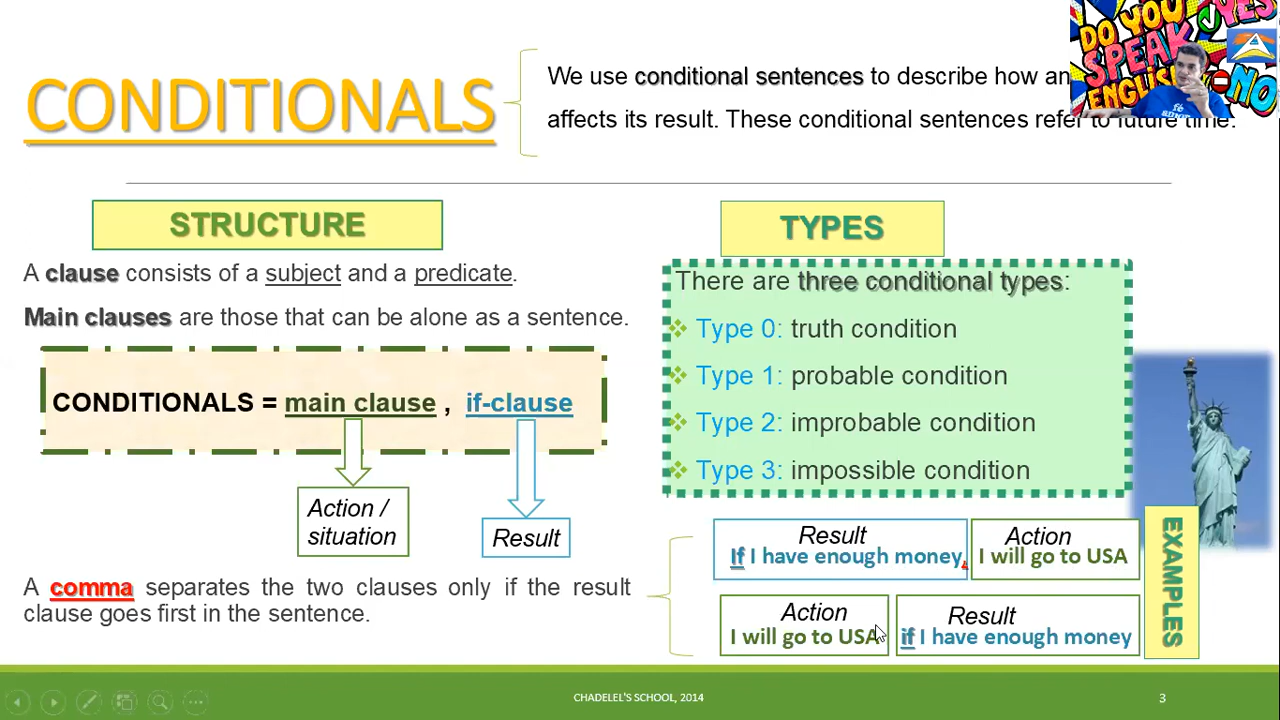 CONDITIONALS
We use conditional sentences to describe how an
affects its result. These conditional sentences refer to future time.
DO YOU
SPEAK
ENGLISH
YES
NO
STRUCTURE
A clause consists of a subject and a predicate.
Main clauses are those that can be alone as a sentence.
CONDITIONALS = main clause , if-clause
Action /
situation
Result
A comma separates the two clauses only if the result
clause goes first in the sentence.
TYPES
There are three conditional types:
Type 0: truth condition
Type 1: probable condition
Type 2: improbable condition
Type 3: impossible condition
Result Action
If I have enough money, I will go to USA
Action Result
I will go to USA if I have enough money
EXAMPLES
CHADELEL'S SCHOOL, 2014
3